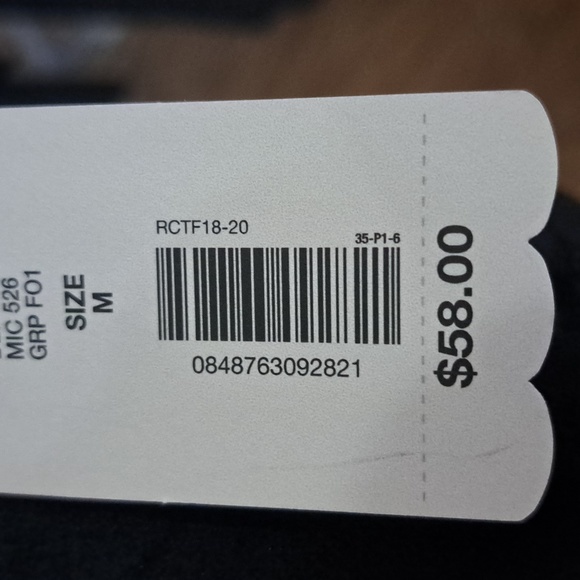 MIC 526
GRP FO1
SIZE
M
RCTF18-20
35-P1-6
0848763092821
$58.00